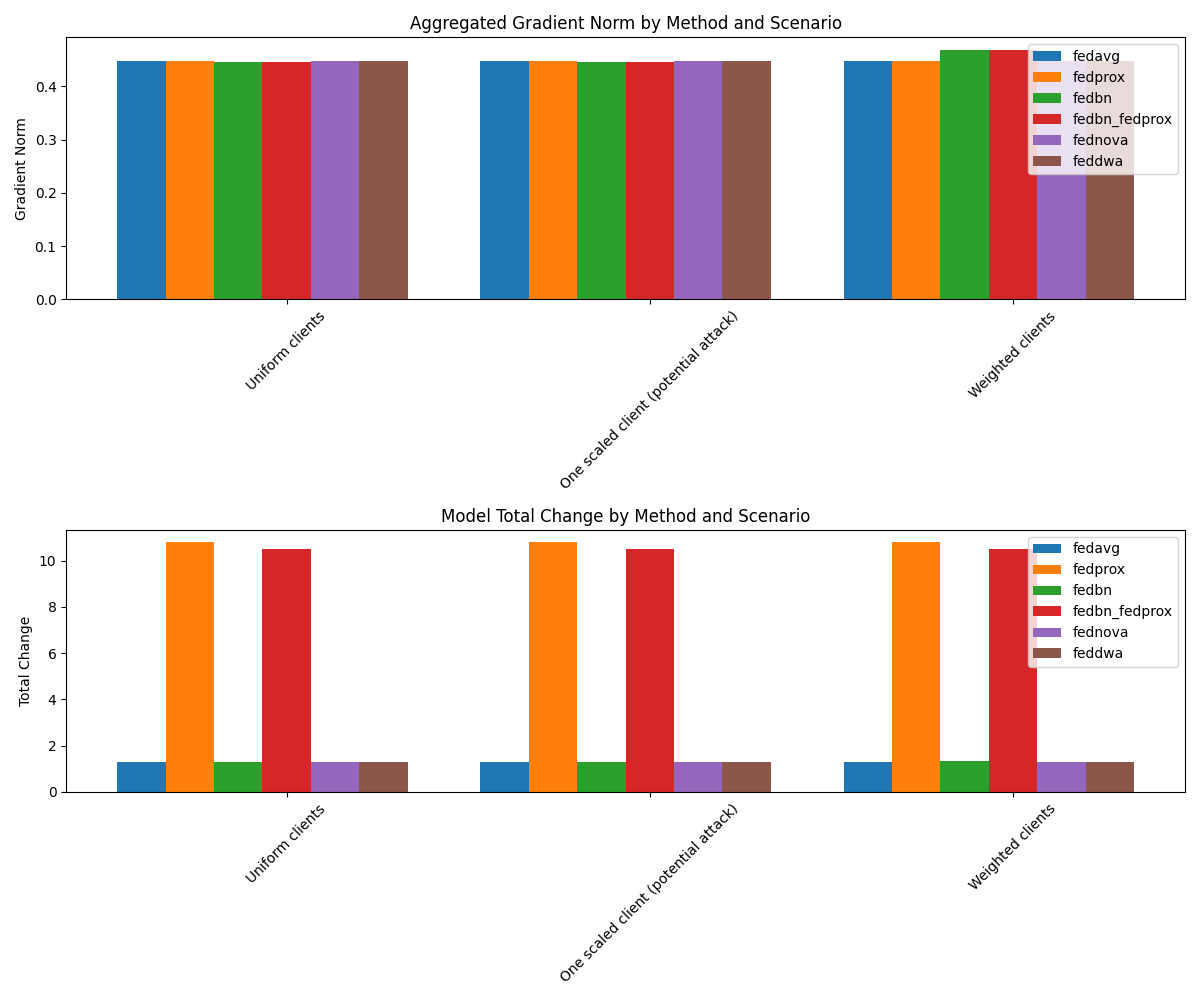 Aggregated Gradient Norm by Method and Scenario
Gradient Norm
0.4
0.3
0.2
0.1
0.0
fedavg
fedprox
fedbn
fedbn_fedprox
fednova
feddwa
Uniform clients
One scaled client (potential attack)
Weighted clients
Model Total Change by Method and Scenario
Total Change
10
8
6
4
2
0
fedavg
fedprox
fedbn
fedbn_fedprox
fednova
feddwa
Uniform clients
One scaled client (potential attack)
Weighted clients